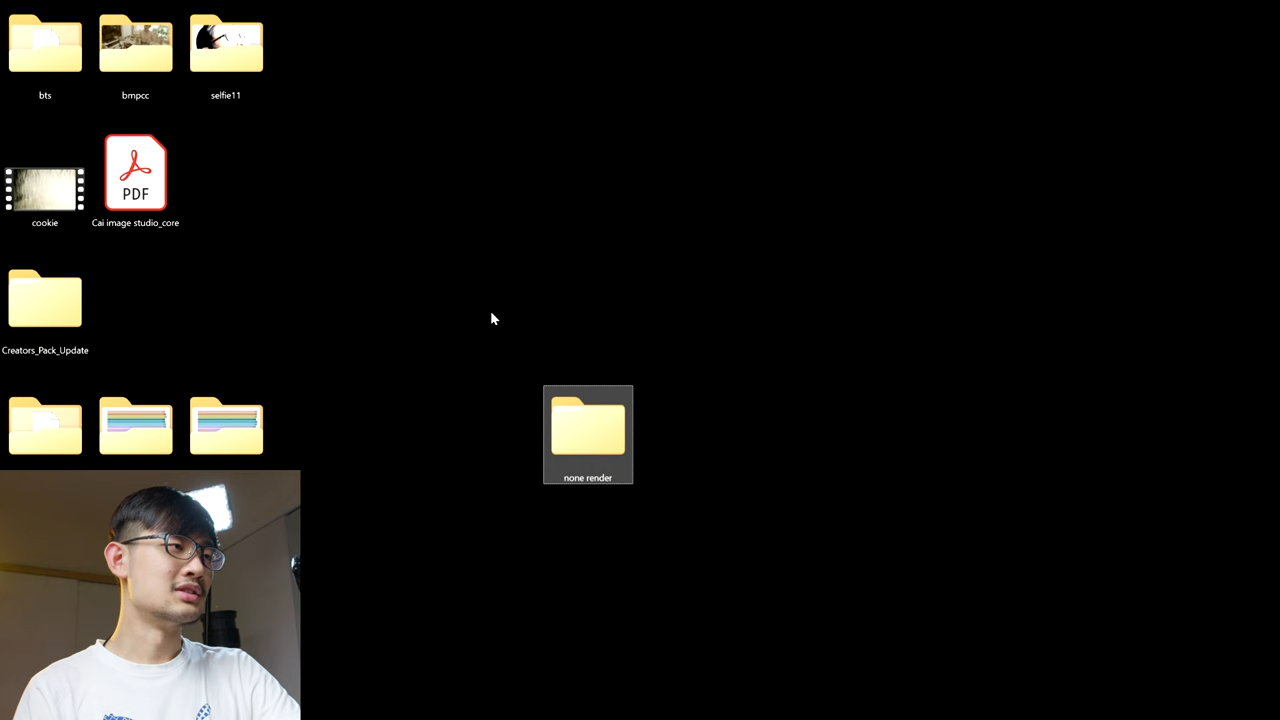 bts
bmpcc
selfie11
PDF
cookie
Cai image studio_core
Creators_Pack_Update
none render